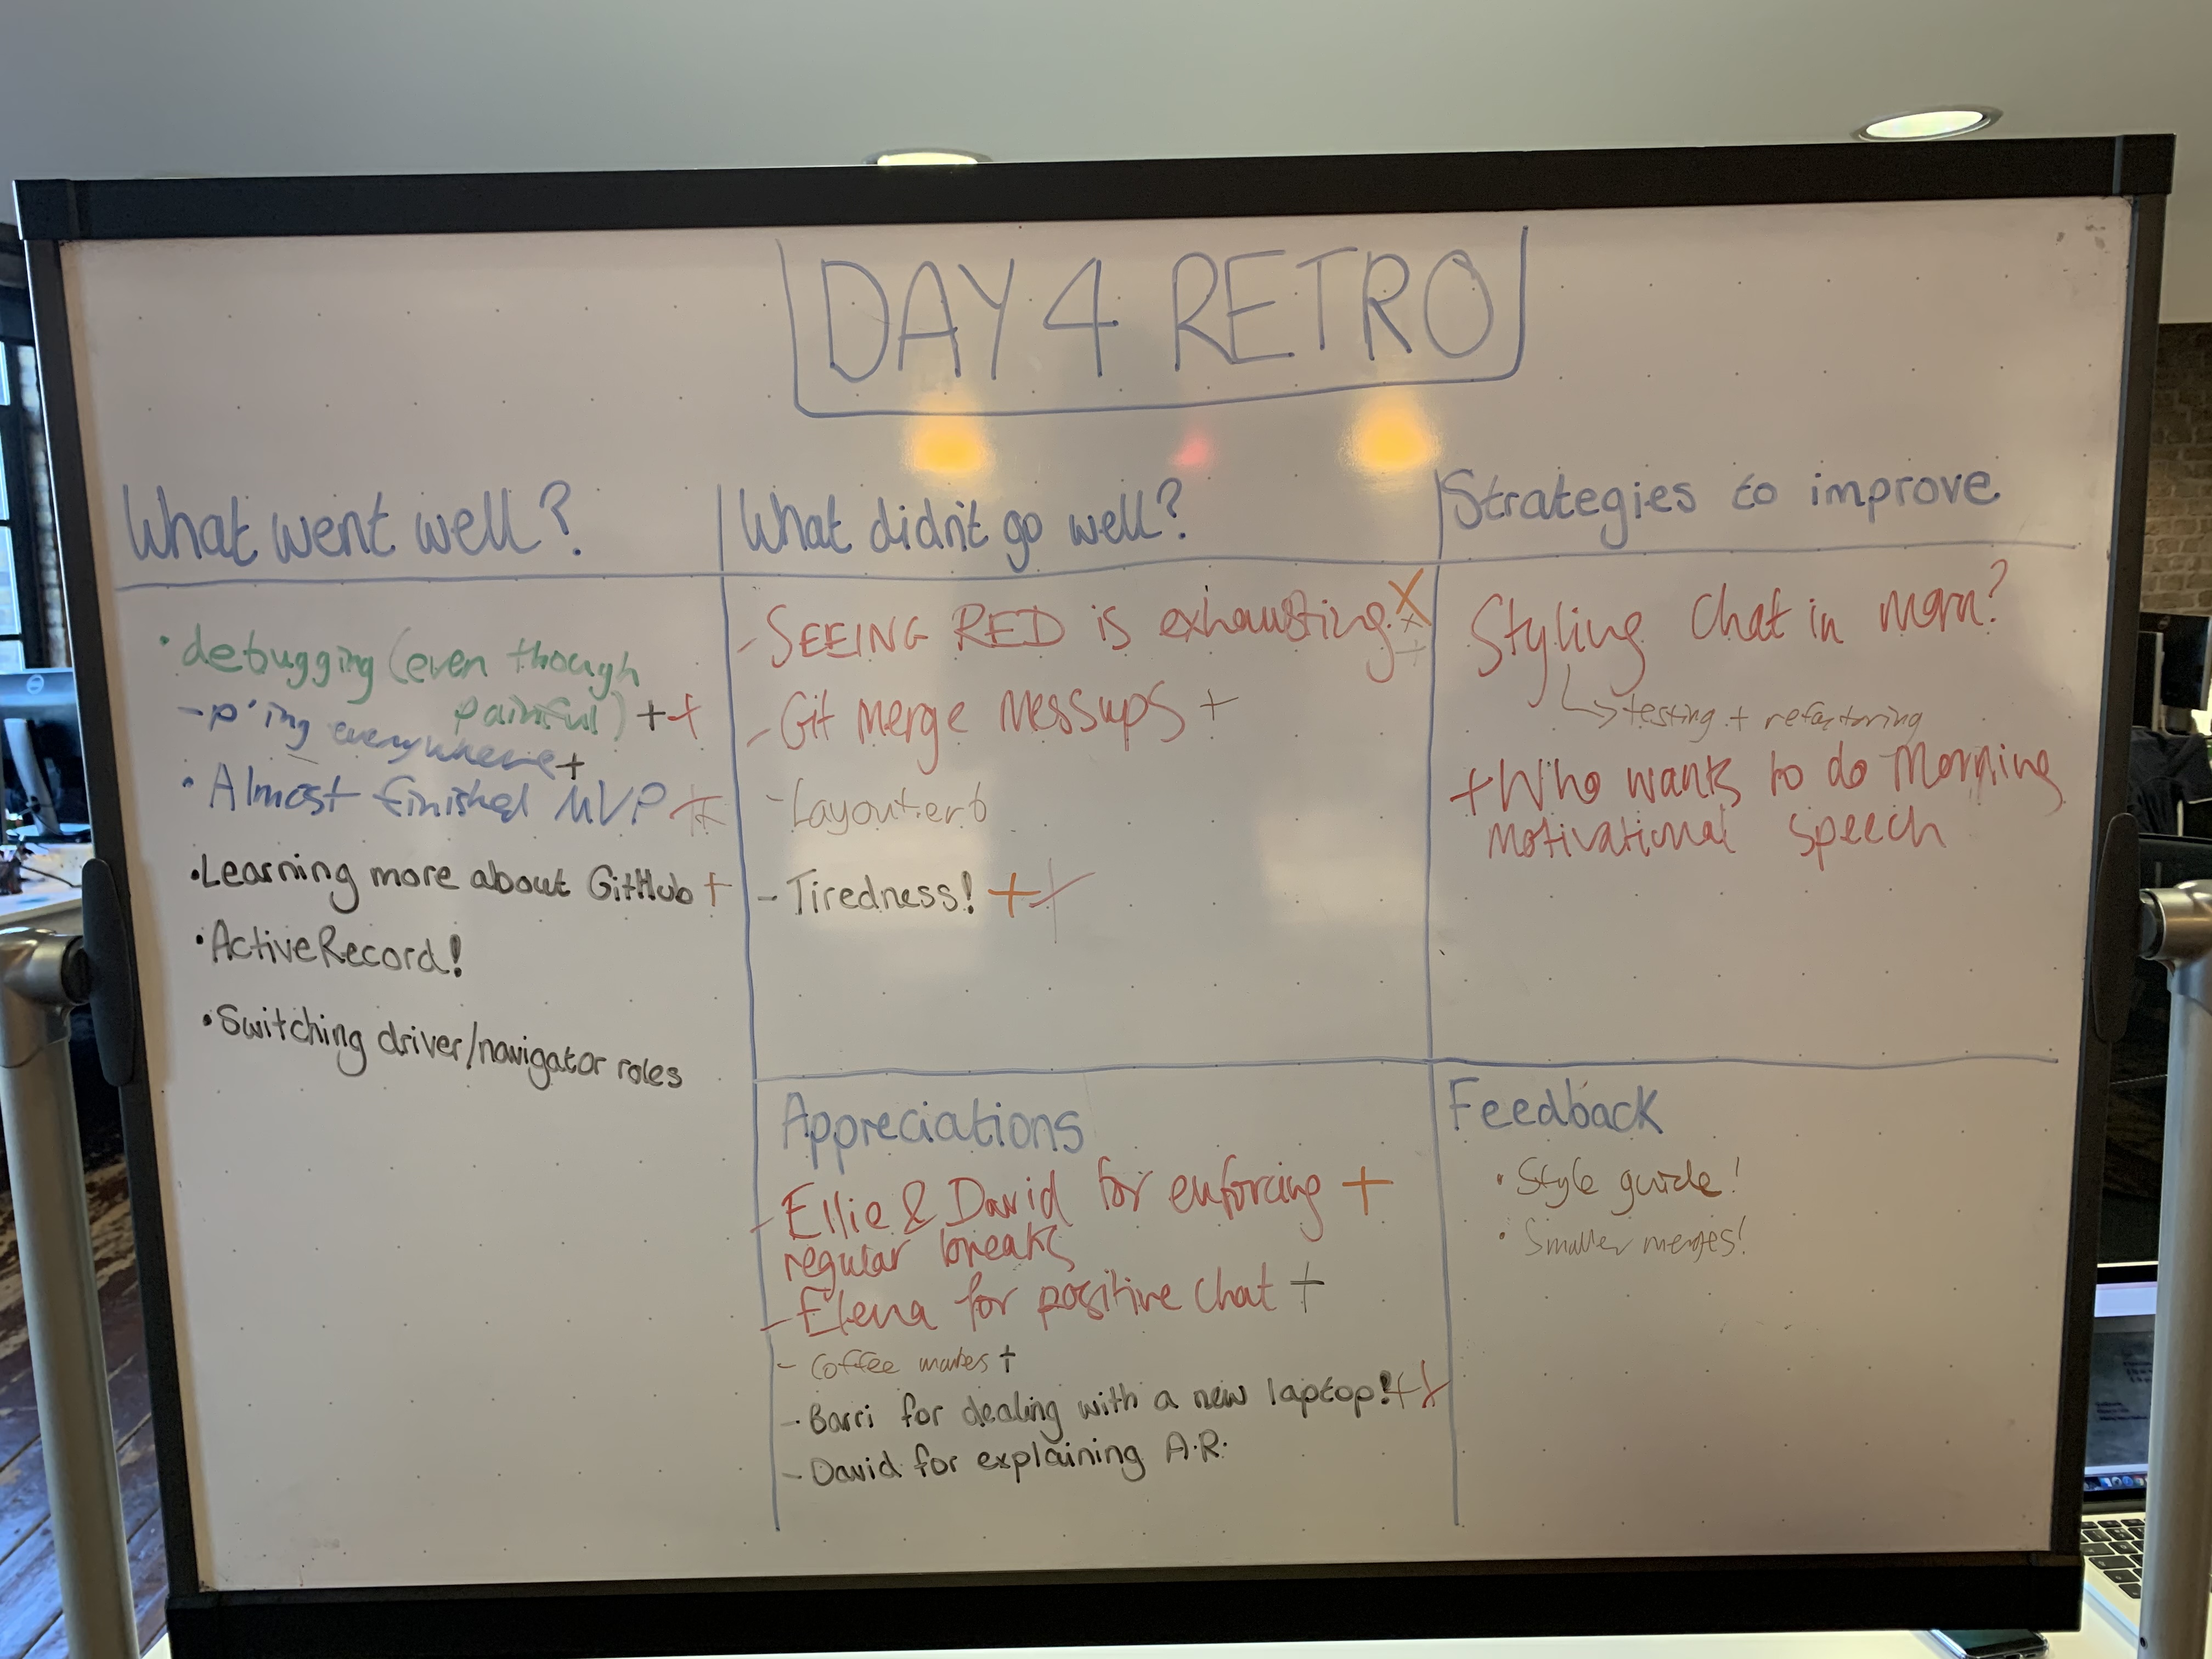 DAY 4 RETRO
What went well?
• debugging (even though
painful) ++
- p'ing everywhere +
• Almost finished MVP ++
• Learning more about GitHub +
• ActiveRecord!
• Switching driver/navigator roles
What didn't go well?
- SEEING RED is exhausting. X + +
- Git merge messups +
- Layout.erb
- Tiredness! ++
Strategies to improve
Styling chat in morn?
↳ testing + refactoring
+ Who wants to do morning
motivational speech
Appreciations
- Ellie & David for enforcing +
regular breaks
- Elena for positive chat +
- Coffee mates +
- Barri for dealing with a new laptop! ++
- David for explaining A.R.
Feedback
• Style guide!
• Smaller merges!